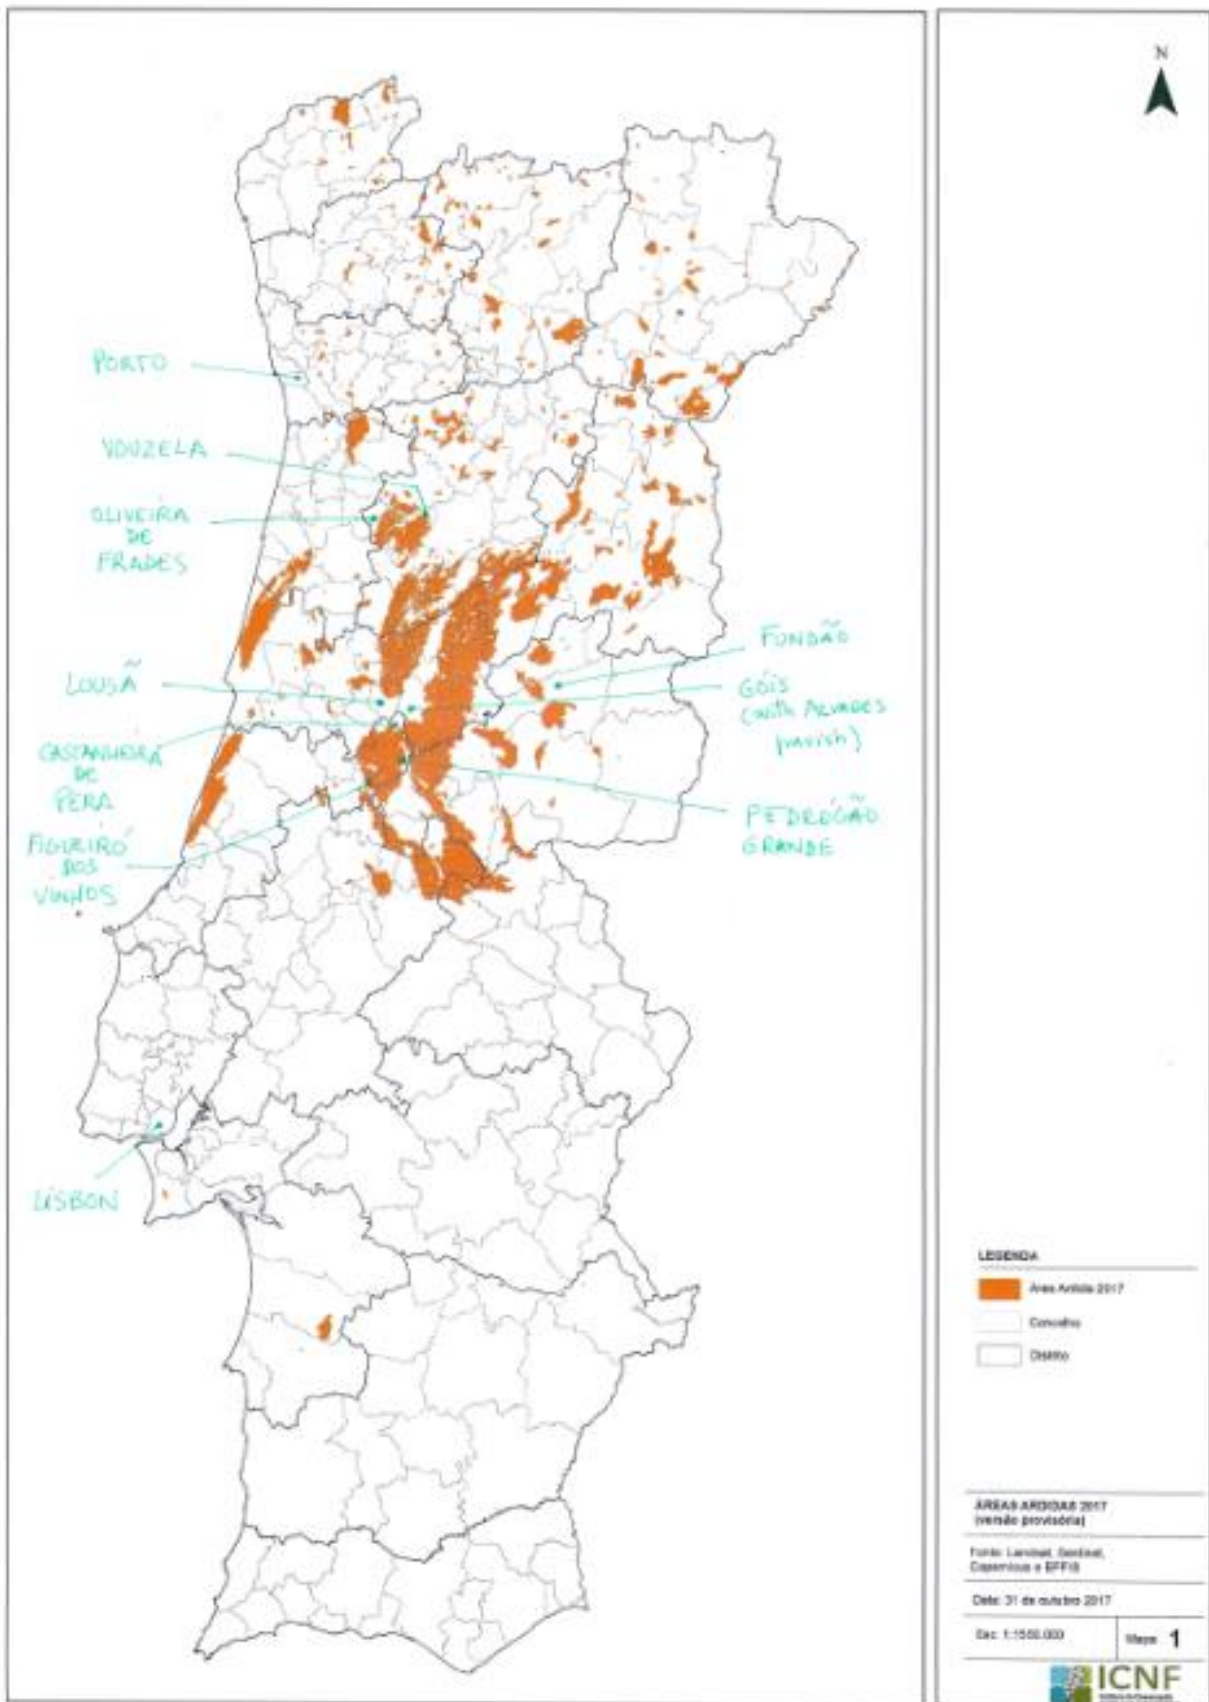 N
PORTO
VOUZELA
OLIVEIRA
DE
FRADES
LOUSÃ
CASTANHEIRA
DE
PERA
FIGUEIRÓ
DOS
VINHOS
LISBON
FUNDÃO
GÓIS
(with ALVARES
parish)
PEDRÓGÃO
GRANDE
LEGENDA
Área Ardida 2017
Concelho
Distrito
ÁREAS ARDIDAS 2017
(versão provisória)
Fonte: Landsat, Sentinel,
Copernicus e EFFIS
Data: 31 de outubro 2017
Mapa 1
ICNF